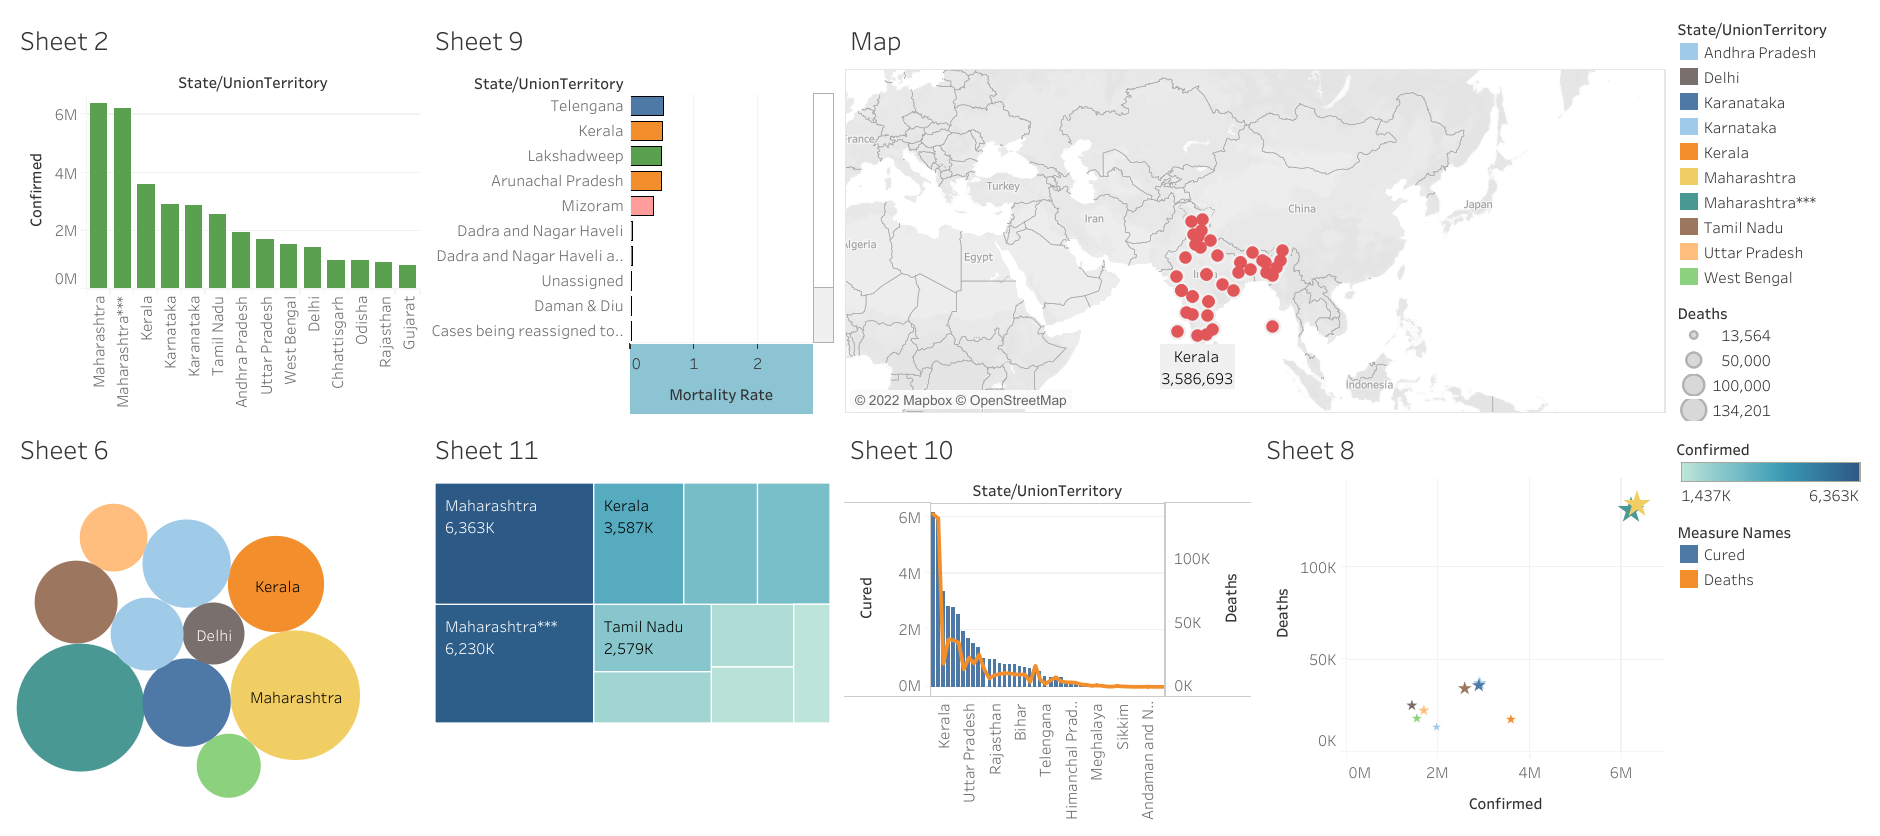 Sheet 2
State/UnionTerritory
Confirmed
6M
4M
2M
0M
Maharashtra
Maharashtra***
Kerala
Karnataka
Karanataka
Tamil Nadu
Andhra Pradesh
Uttar Pradesh
West Bengal
Delhi
Chhattisgarh
Odisha
Rajasthan
Gujarat
Sheet 9
State/UnionTerritory
Telengana
Kerala
Lakshadweep
Arunachal Pradesh
Mizoram
Dadra and Nagar Haveli
Dadra and Nagar Haveli a..
Unassigned
Daman & Diu
Cases being reassigned to..
0 1 2
Mortality Rate
Map
France
Turkey
Iran
China
Japan
Algeria
Egypt
India
Indonesia
Kerala
3,586,693
© 2022 Mapbox © OpenStreetMap
State/UnionTerritory
Andhra Pradesh
Delhi
Karanataka
Karnataka
Kerala
Maharashtra
Maharashtra***
Tamil Nadu
Uttar Pradesh
West Bengal
Deaths
13,564
50,000
100,000
134,201
Confirmed
1,437K 6,363K
Measure Names
Cured
Deaths
Sheet 6
Kerala
Delhi
Maharashtra
Sheet 11
Maharashtra
6,363K
Kerala
3,587K
Maharashtra***
6,230K
Tamil Nadu
2,579K
Sheet 10
State/UnionTerritory
Cured
6M
4M
2M
0M
100K
50K
0K
Deaths
Kerala
Uttar Pradesh
Rajasthan
Bihar
Telengana
Himanchal Prad..
Meghalaya
Sikkim
Andaman and N..
Sheet 8
Deaths
100K
50K
0K
0M 2M 4M 6M
Confirmed